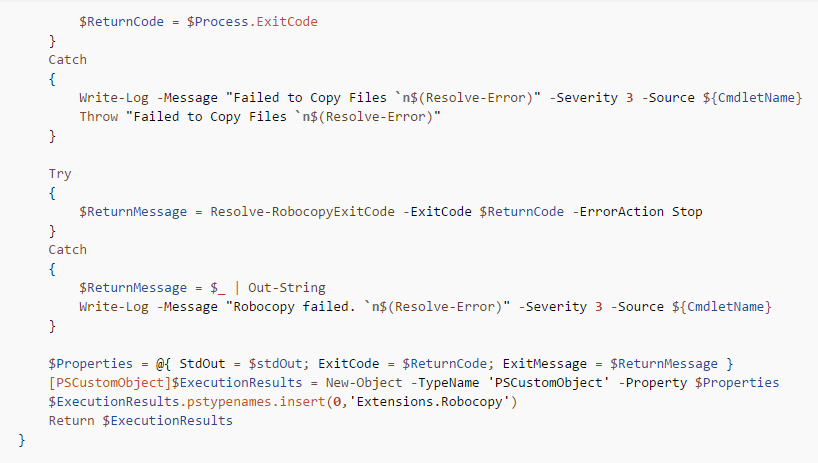 $ReturnCode = $Process.ExitCode
}
Catch
{
Write-Log -Message "Failed to Copy Files `n$(Resolve-Error)" -Severity 3 -Source ${CmdletName}
Throw "Failed to Copy Files `n$(Resolve-Error)"
}
Try
{
$ReturnMessage = Resolve-RobocopyExitCode -ExitCode $ReturnCode -ErrorAction Stop
}
Catch
{
$ReturnMessage = $_ | Out-String
Write-Log -Message "Robocopy failed. `n$(Resolve-Error)" -Severity 3 -Source ${CmdletName}
}
$Properties = @{ StdOut = $stdOut; ExitCode = $ReturnCode; ExitMessage = $ReturnMessage }
[PSCustomObject]$ExecutionResults = New-Object -TypeName 'PSCustomObject' -Property $Properties
$ExecutionResults.pstypenames.insert(0,'Extensions.Robocopy')
Return $ExecutionResults
}